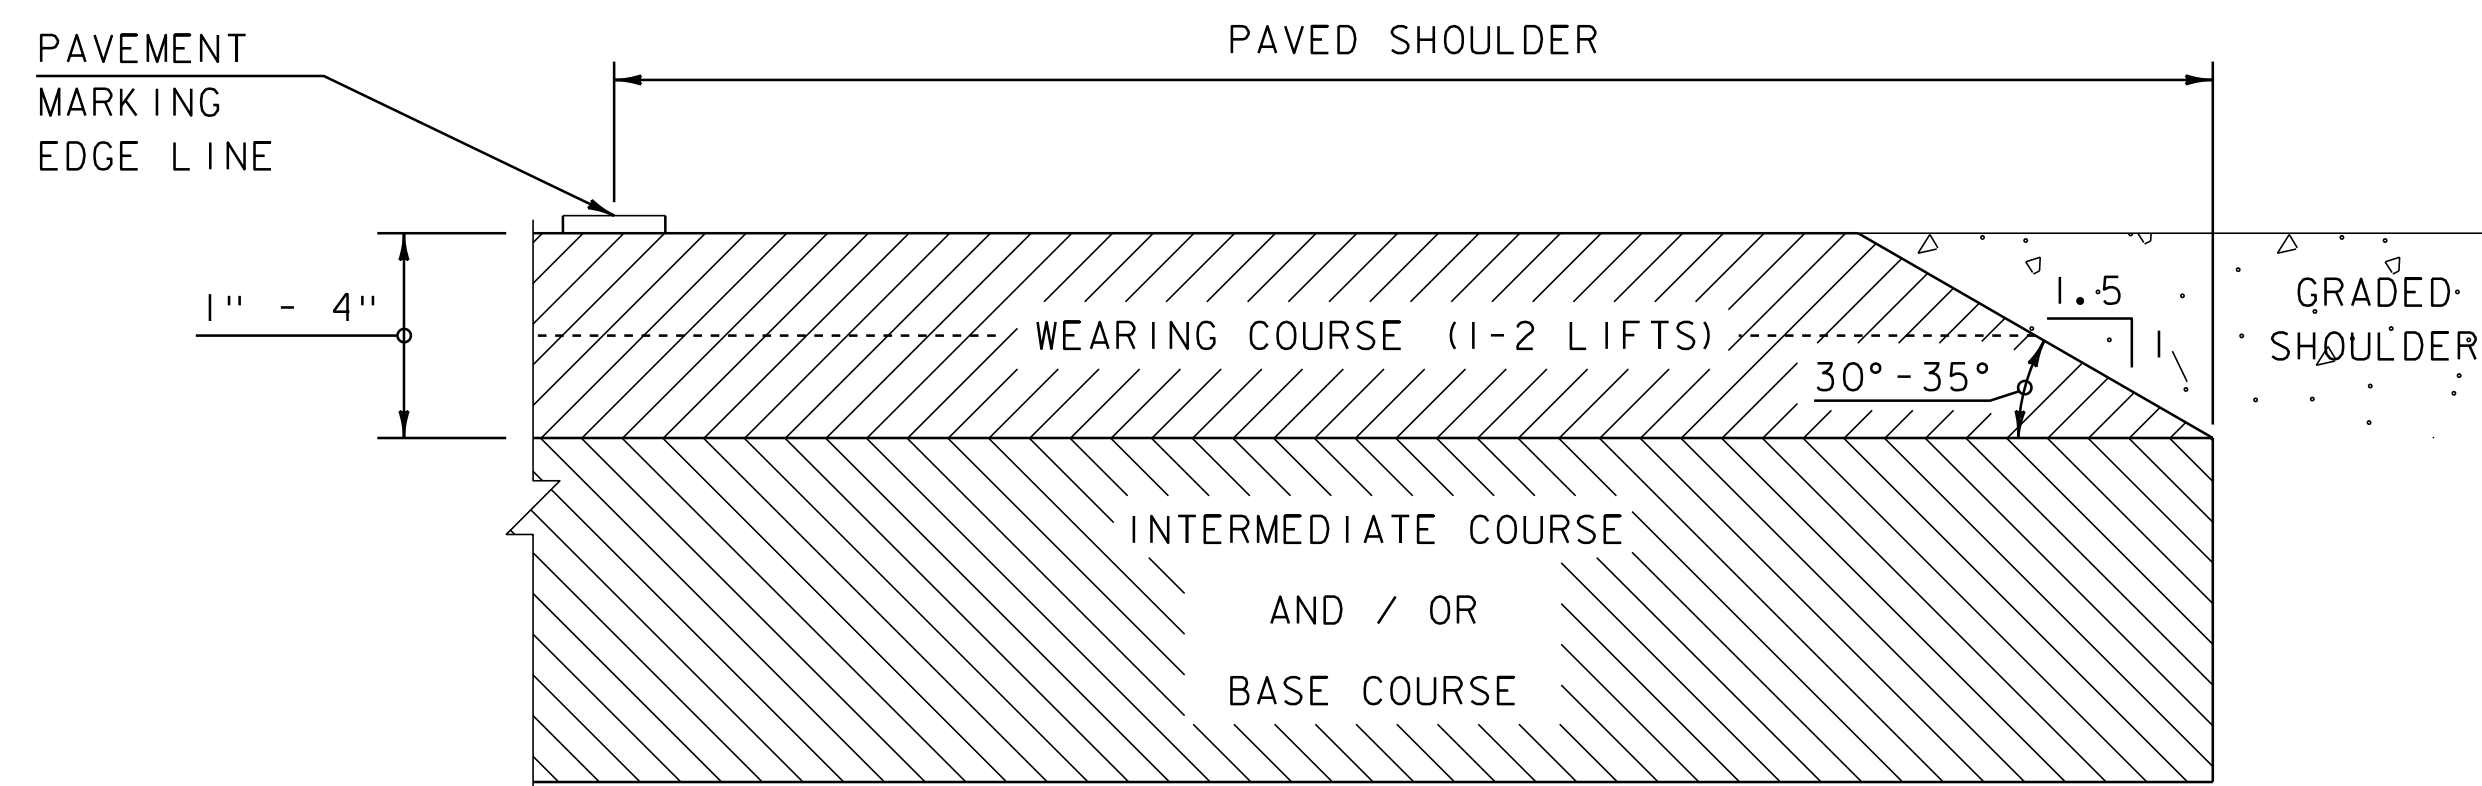 PAVED SHOULDER
PAVEMENT
MARKING
EDGE LINE
1" - 4"
WEARING COURSE (1-2 LIFTS)
30°-35°
1.5
1
GRADED
SHOULDER
INTERMEDIATE COURSE
AND / OR
BASE COURSE